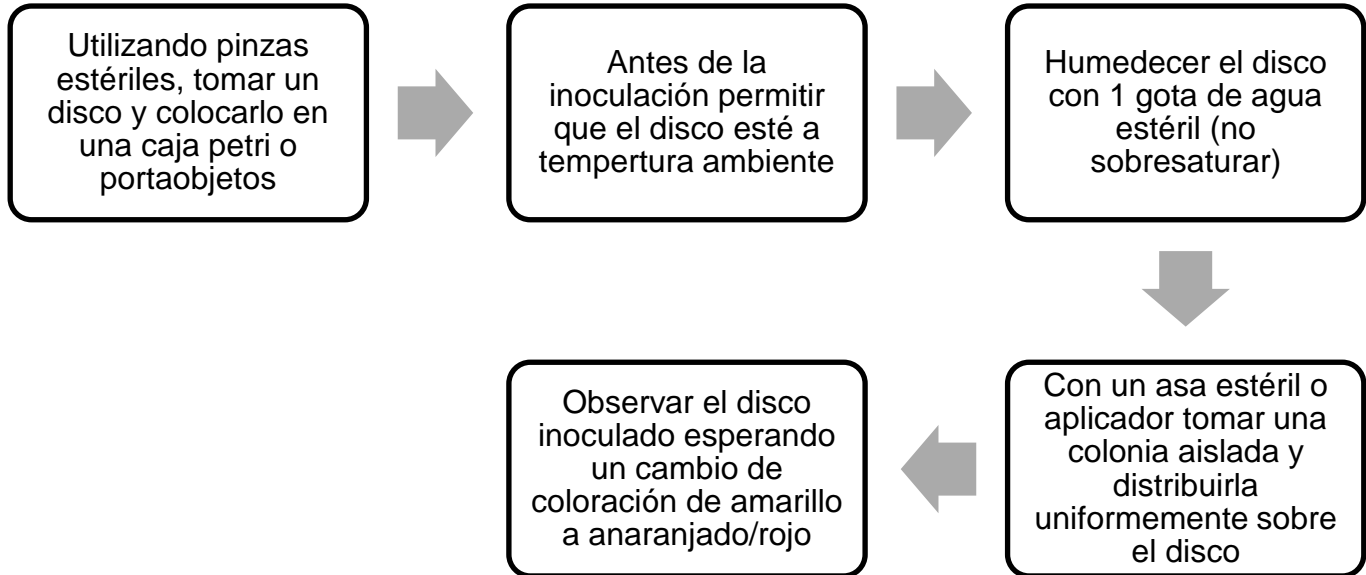 Utilizando pinzas
estériles, tomar un
disco y colocarlo en
una caja petri o
portaobjetos
Antes de la
inoculación permitir
que el disco esté a
tempertura ambiente
Humedecer el disco
con 1 gota de agua
estéril (no
sobresaturar)
Con un asa estéril o
aplicador tomar una
colonia aislada y
distribuirla
uniformemente sobre
el disco
Observar el disco
inoculado esperando
un cambio de
coloración de amarillo
a anaranjado/rojo